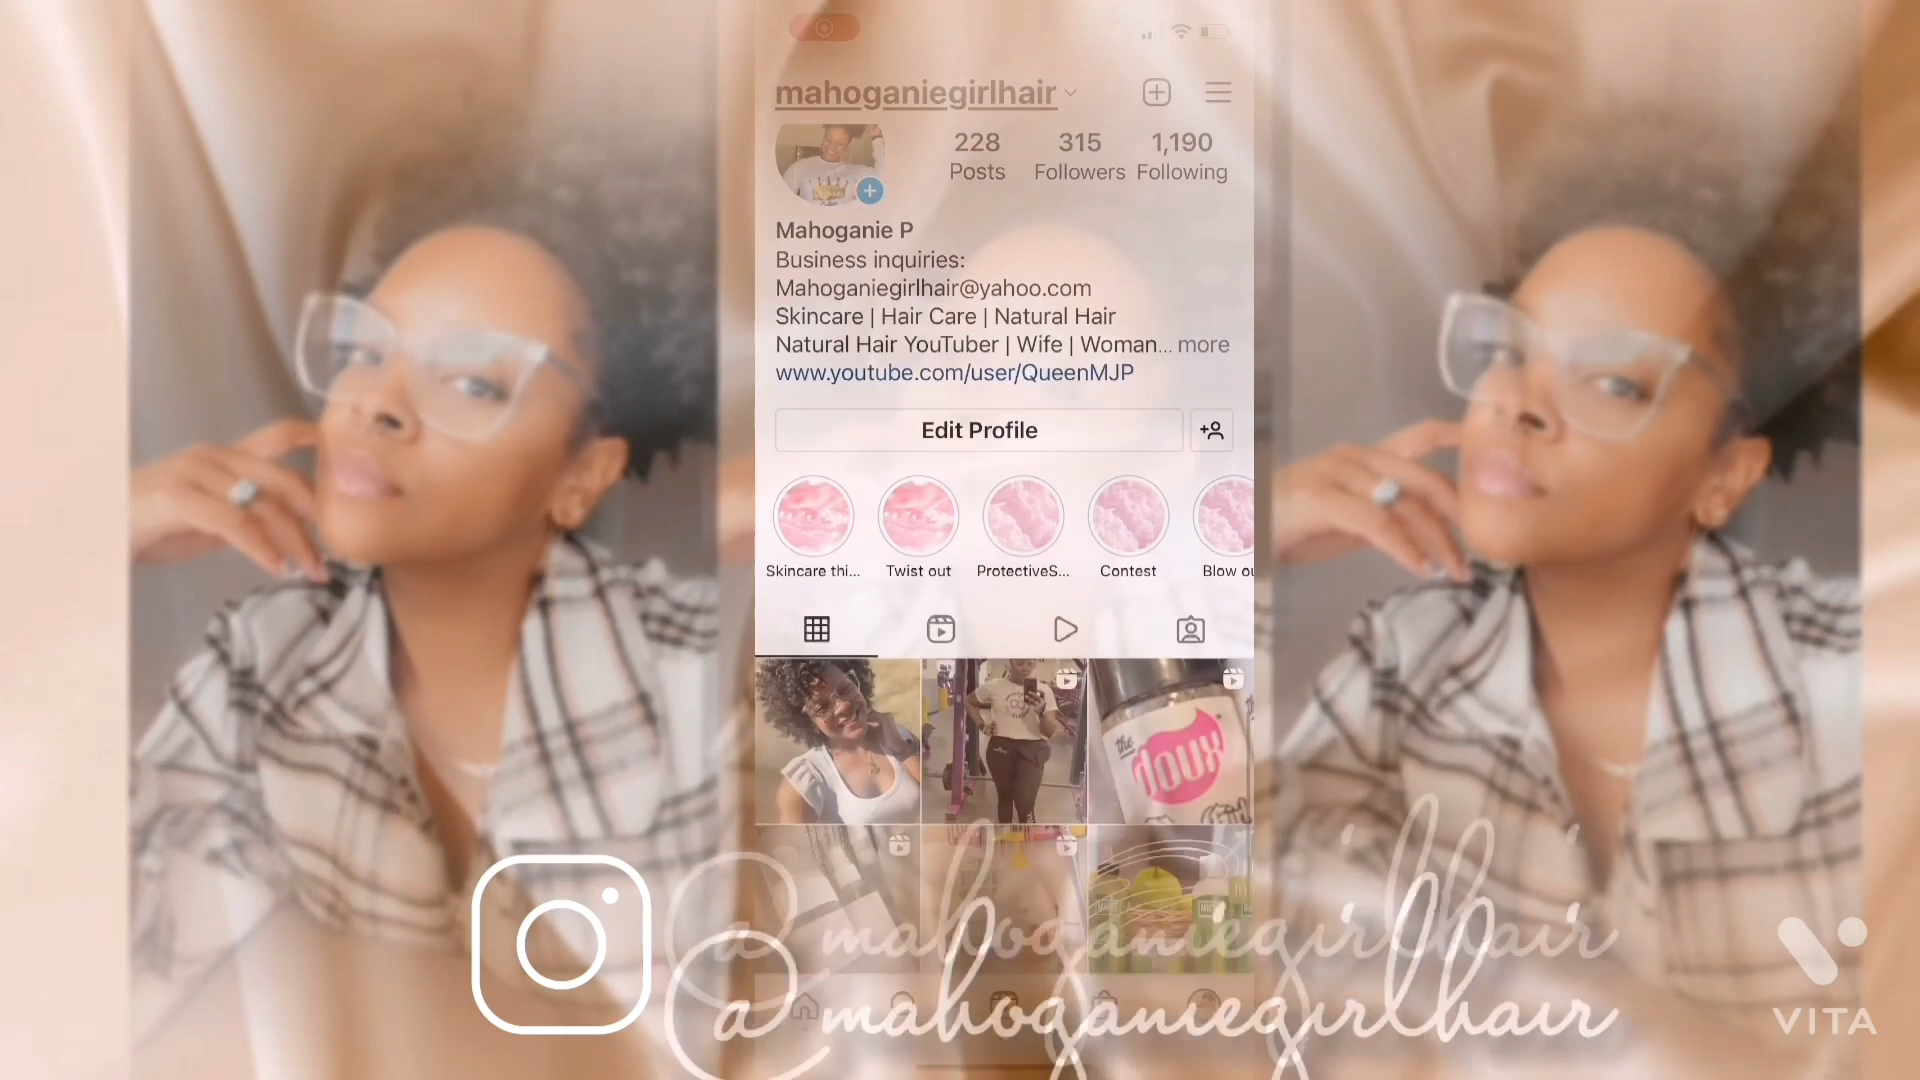 mahoganiegirlhair
228 315 1,190
Posts Followers Following
Mahoganie P
Business inquiries:
Mahoganiegirlhair@yahoo.com
Skincare | Hair Care | Natural Hair
Natural Hair YouTuber | Wife | Woman... more
www.youtube.com/user/QueenMJP
Edit Profile
Skincare thi... Twist out ProtectiveS... Contest Blow ou
the
doux
@mahoganiegirlhair
@mahoganiegirlhair
VITA